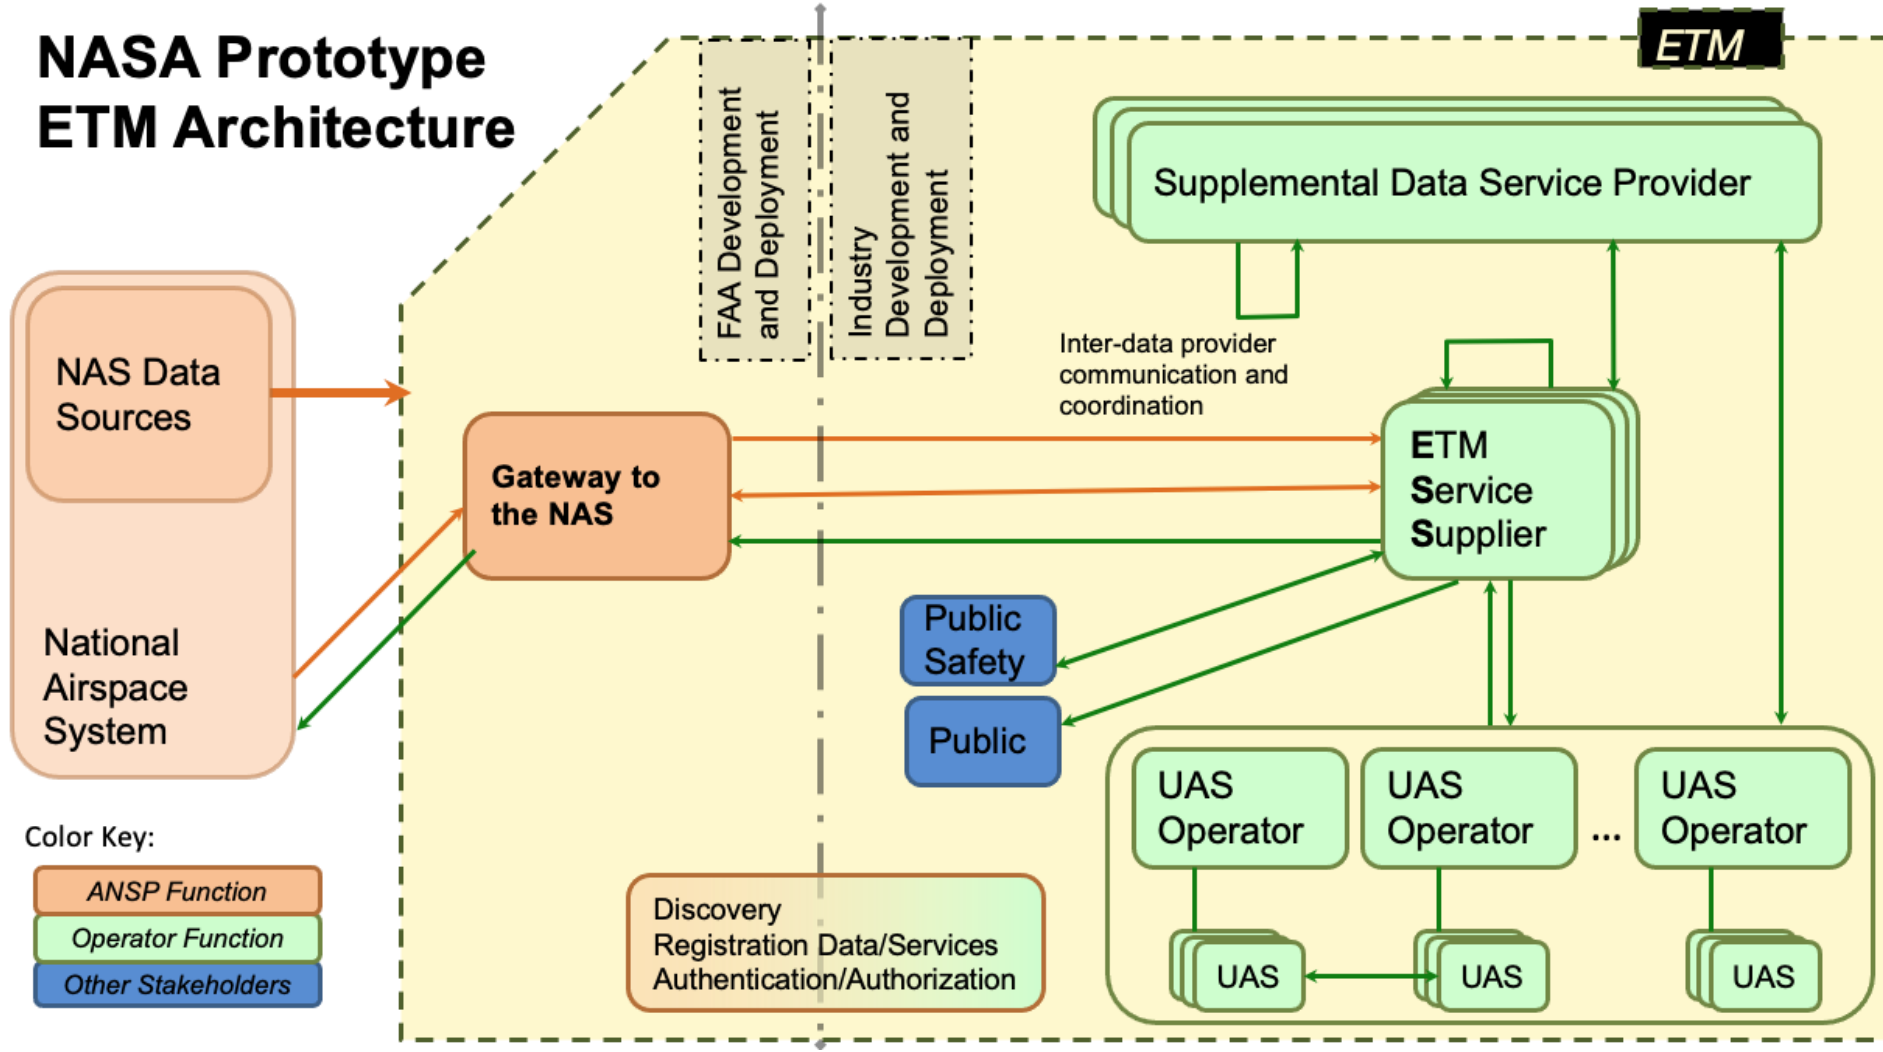 NASA Prototype
ETM Architecture
ETM
FAA Development
and Deployment
Industry
Development and
Deployment
Supplemental Data Service Provider
Inter-data provider
communication and
coordination
NAS Data
Sources
National
Airspace
System
Gateway to
the NAS
ETM
Service
Supplier
Public
Safety
Public
UAS
Operator
UAS
Operator
...
UAS
Operator
UAS
UAS
UAS
Discovery
Registration Data/Services
Authentication/Authorization
Color Key:
ANSP Function
Operator Function
Other Stakeholders